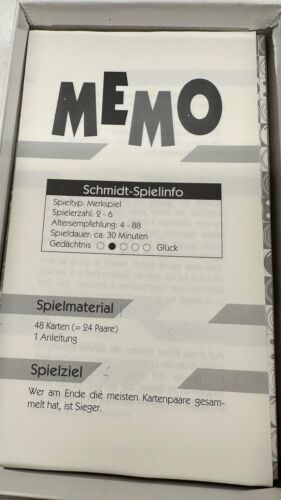 MEMO
Schmidt-Spielinfo
Spieltyp: Merkspiel
Spielerzahl: 2 - 6
Altersempfehlung: 4 - 88
Spieldauer: ca. 30 Minuten
Gedächtnis ○ ● ○ ○ ○ Glück
Spielmaterial
48 Karten (= 24 Paare)
1 Anleitung
Spielziel
Wer am Ende die meisten Kartenpaare gesam-
melt hat, ist Sieger.